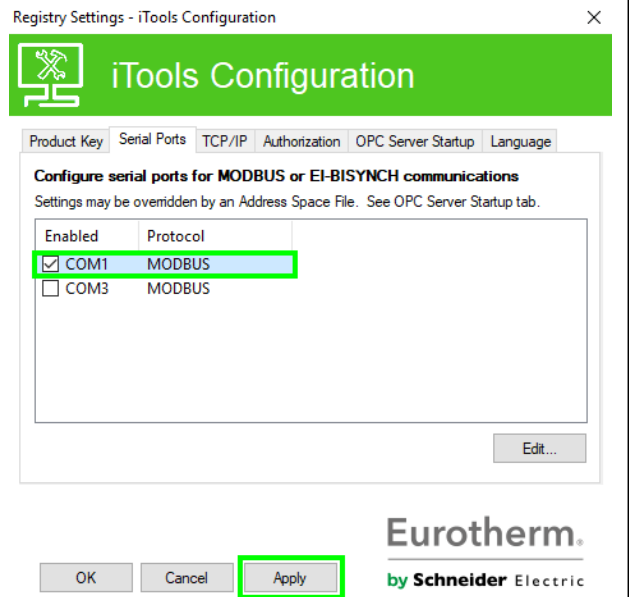 Registry Settings - iTools Configuration
iTools Configuration
Product Key Serial Ports TCP/IP Authorization OPC Server Startup Language
Configure serial ports for MODBUS or EI-BISYNCH communications
Settings may be overridden by an Address Space File. See OPC Server Startup tab.
Enabled Protocol
COM1 MODBUS
COM3 MODBUS
Edit...
Eurotherm.
OK Cancel Apply by Schneider Electric